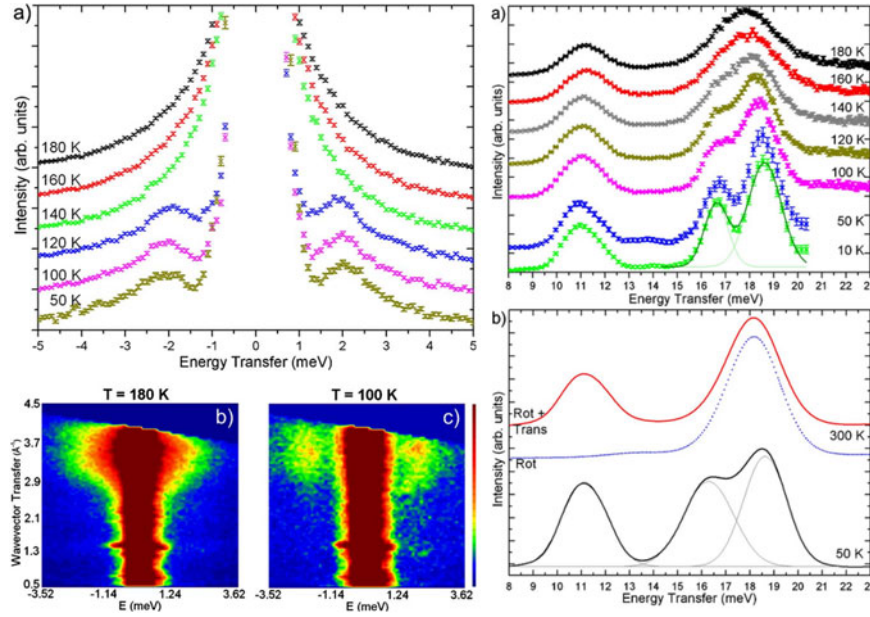 a)
Intensity (arb. units)
180 K
160 K
140 K
120 K
100 K
50 K
-5 -4 -3 -2 -1 0 1 2 3 4 5
Energy Transfer (meV)
T = 180 K
b)
Wavevector Transfer (Å⁻¹)
4.5
3.7
2.9
2.1
1.3
0.5
-3.52 -1.14 1.24 3.62
E (meV)
T = 100 K
c)
-3.52 -1.14 1.24 3.62
E (meV)
a)
Intensity (arb. units)
180 K
160 K
140 K
120 K
100 K
50 K
10 K
8 9 10 11 12 13 14 15 16 17 18 19 20 21 22 23
Energy Transfer (meV)
b)
Intensity (arb. units)
Rot +
Trans
300 K
Rot
50 K
8 9 10 11 12 13 14 15 16 17 18 19 20 21 22 23
Energy Transfer (meV)